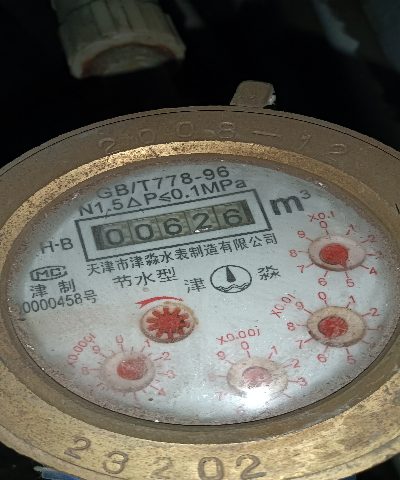 2008-12
GB/T778-96
N1.5△P≤0.1MPa
00626 m³
H-B
天津市津淼水表制造有限公司
MC
节水型 津 淼
津制
00000458号
X0.1
X0.01
X0.001
X0.0001
23202